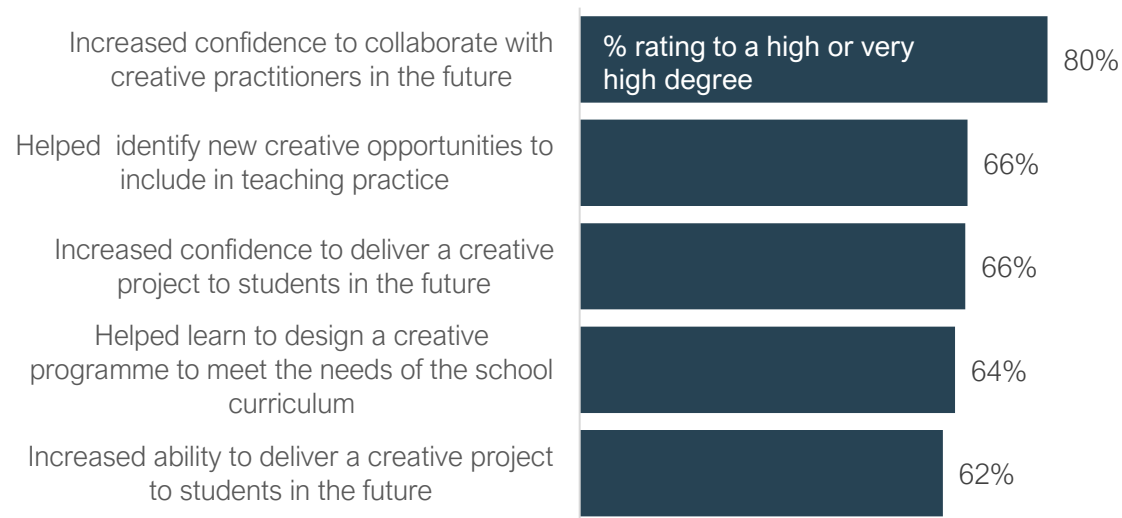 Increased confidence to collaborate with
creative practitioners in the future
% rating to a high or very
high degree
80%
Helped  identify new creative opportunities to
include in teaching practice
66%
Increased confidence to deliver a creative
project to students in the future
66%
Helped learn to design a creative
programme to meet the needs of the school
curriculum
64%
Increased ability to deliver a creative project
to students in the future
62%